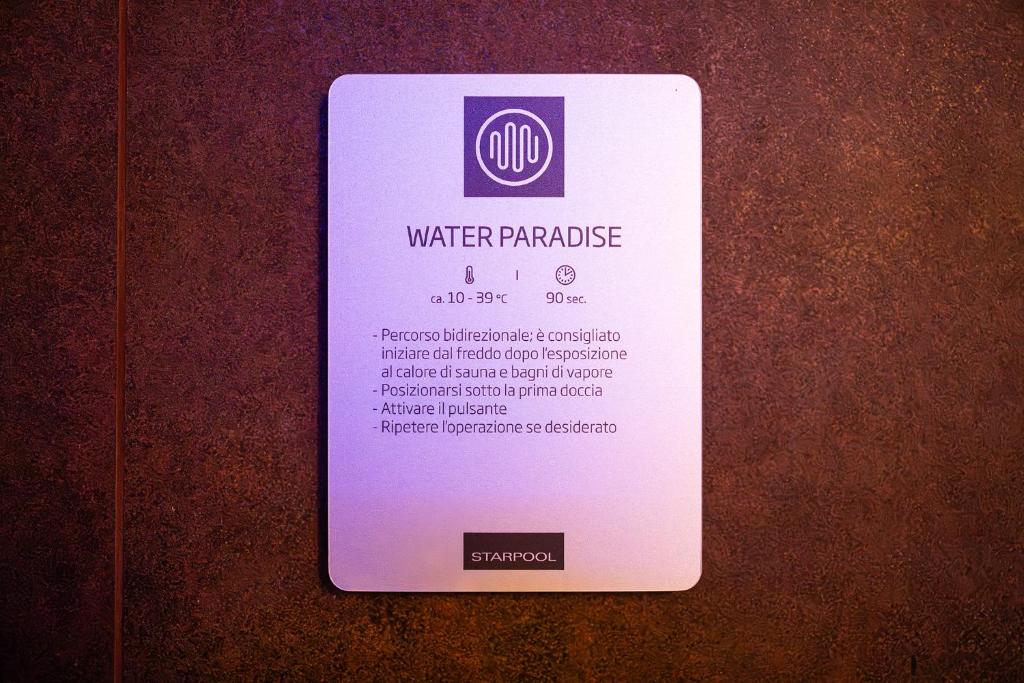 WATER PARADISE
ca. 10 - 39 °C | 90 sec.
- Percorso bidirezionale; è consigliato
iniziare dal freddo dopo l'esposizione
al calore di sauna e bagni di vapore
- Posizionarsi sotto la prima doccia
- Attivare il pulsante
- Ripetere l'operazione se desiderato
STARPOOL